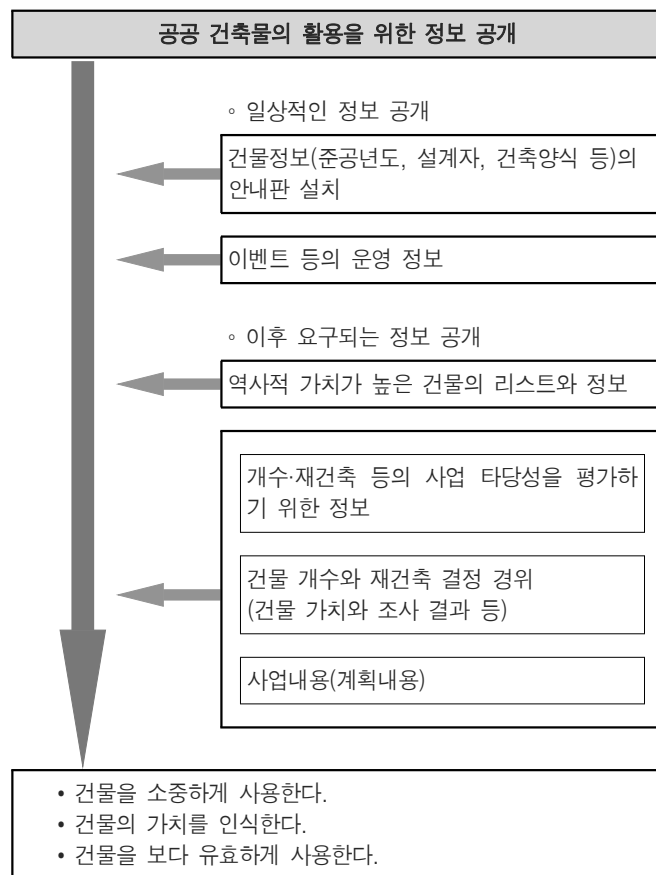 공공 건축물의 활용을 위한 정보 공개
◦ 일상적인 정보 공개
건물정보(준공년도, 설계자, 건축양식 등)의
안내판 설치
이벤트 등의 운영 정보
◦ 이후 요구되는 정보 공개
역사적 가치가 높은 건물의 리스트와 정보
개수·재건축 등의 사업 타당성을 평가하
기 위한 정보
건물 개수와 재건축 결정 경위
(건물 가치와 조사 결과 등)
사업내용(계획내용)
• 건물을 소중하게 사용한다.
• 건물의 가치를 인식한다.
• 건물을 보다 유효하게 사용한다.